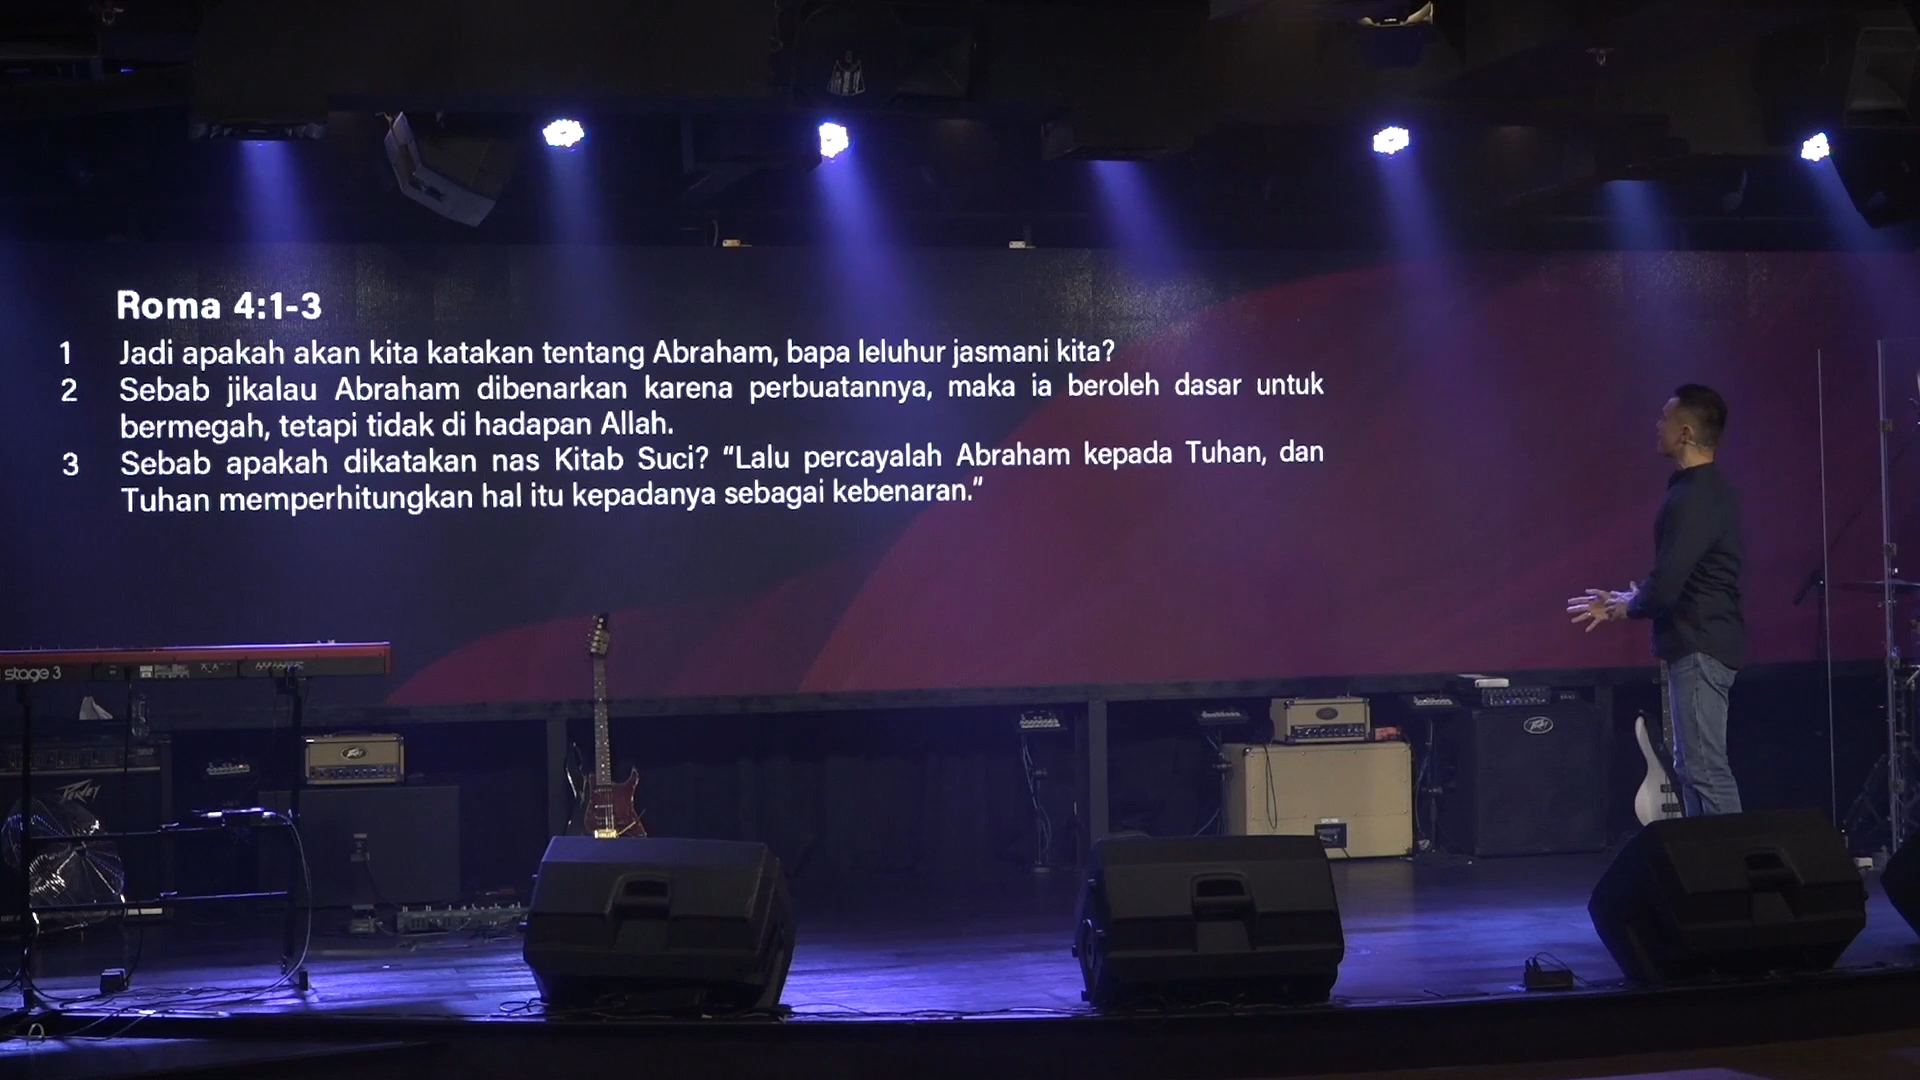 Roma 4:1-3
1 Jadi apakah akan kita katakan tentang Abraham, bapa leluhur jasmani kita?
2 Sebab jikalau Abraham dibenarkan karena perbuatannya, maka ia beroleh dasar untuk
bermegah, tetapi tidak di hadapan Allah.
3 Sebab apakah dikatakan nas Kitab Suci? “Lalu percayalah Abraham kepada Tuhan, dan
Tuhan memperhitungkan hal itu kepadanya sebagai kebenaran.”
stage 3
PEAVEY